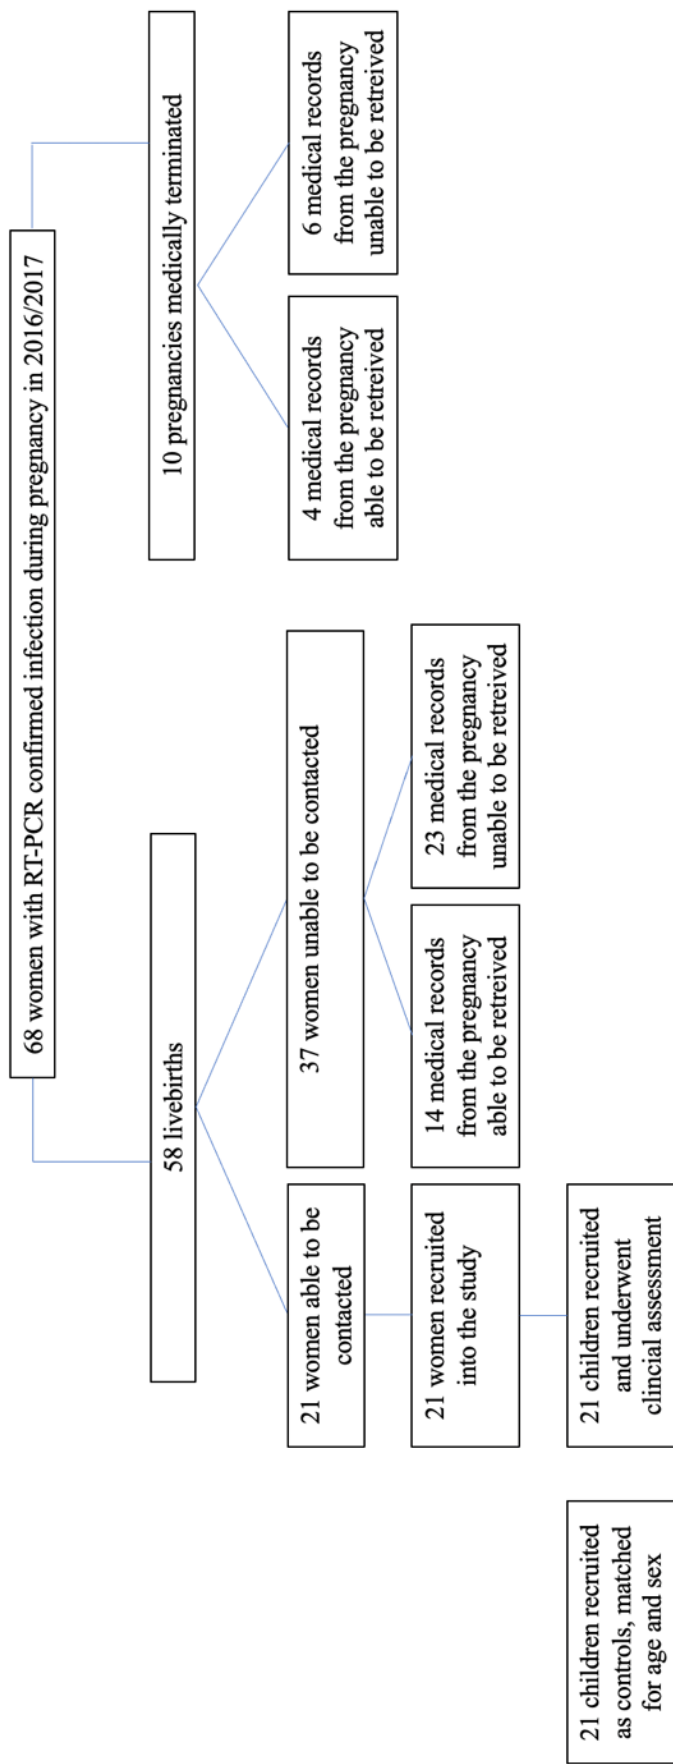 68 women with RT-PCR confirmed infection during pregnancy in 2016/2017
58 livebirths
10 pregnancies medically terminated
21 women able to be
contacted
37 women unable to be contacted
4 medical records
from the pregnancy
able to be retreived
6 medical records
from the pregnancy
unable to be retreived
21 women recruited
into the study
14 medical records
from the pregnancy
able to be retreived
23 medical records
from the pregnancy
unable to be retreived
21 children recruited
as controls, matched
for age and sex
21 children recruited
and underwent
clincial assessment